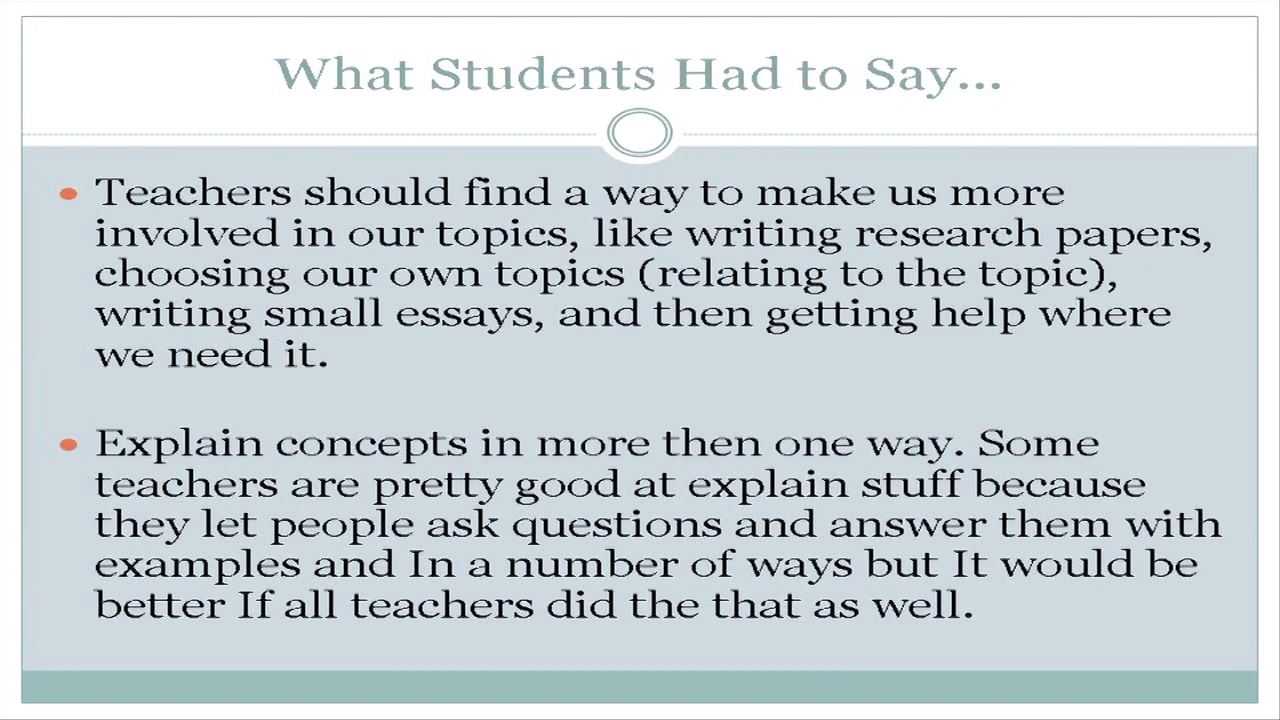 What Students Had to Say...
• Teachers should find a way to make us more
involved in our topics, like writing research papers,
choosing our own topics (relating to the topic),
writing small essays, and then getting help where
we need it.
• Explain concepts in more then one way. Some
teachers are pretty good at explain stuff because
they let people ask questions and answer them with
examples and In a number of ways but It would be
better If all teachers did the that as well.